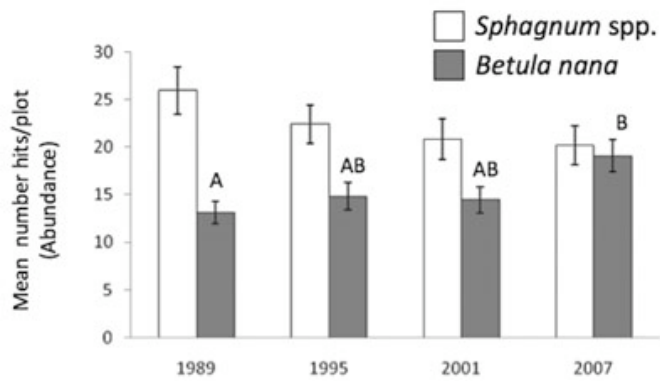 Sphagnum spp.
Betula nana
30
25
20
15
10
5
0
Mean number hits/plot
(Abundance)
A
AB
AB
B
1989
1995
2001
2007